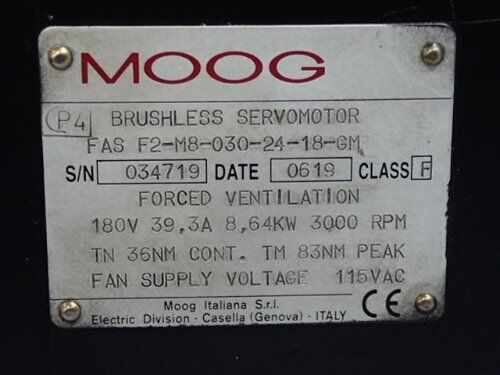 MOOG
P4 BRUSHLESS SERVOMOTOR
FAS F2-M8-030-24-18-GM
S/N 034719 DATE 0619 CLASS F
FORCED VENTILATION
180V 39,3A 8,64KW 3000 RPM
TN 36NM CONT. TM 83NM PEAK
FAN SUPPLY VOLTAGE 115VAC
Moog Italiana S.r.l.
Electric Division - Casella (Genova) - ITALY CE